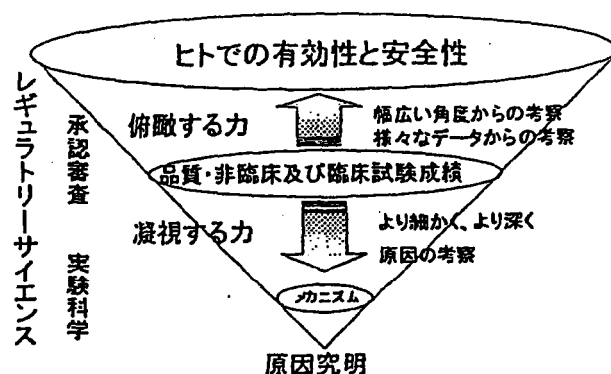 ヒトでの有効性と安全性
レギュラトリーサイエンス
承認審査
俯瞰する力
幅広い角度からの考察
様々なデータからの考察
品質・非臨床及び臨床試験成績
凝視する力
より細かく、より深く
原因の考察
実験科学
メカニズム
原因究明